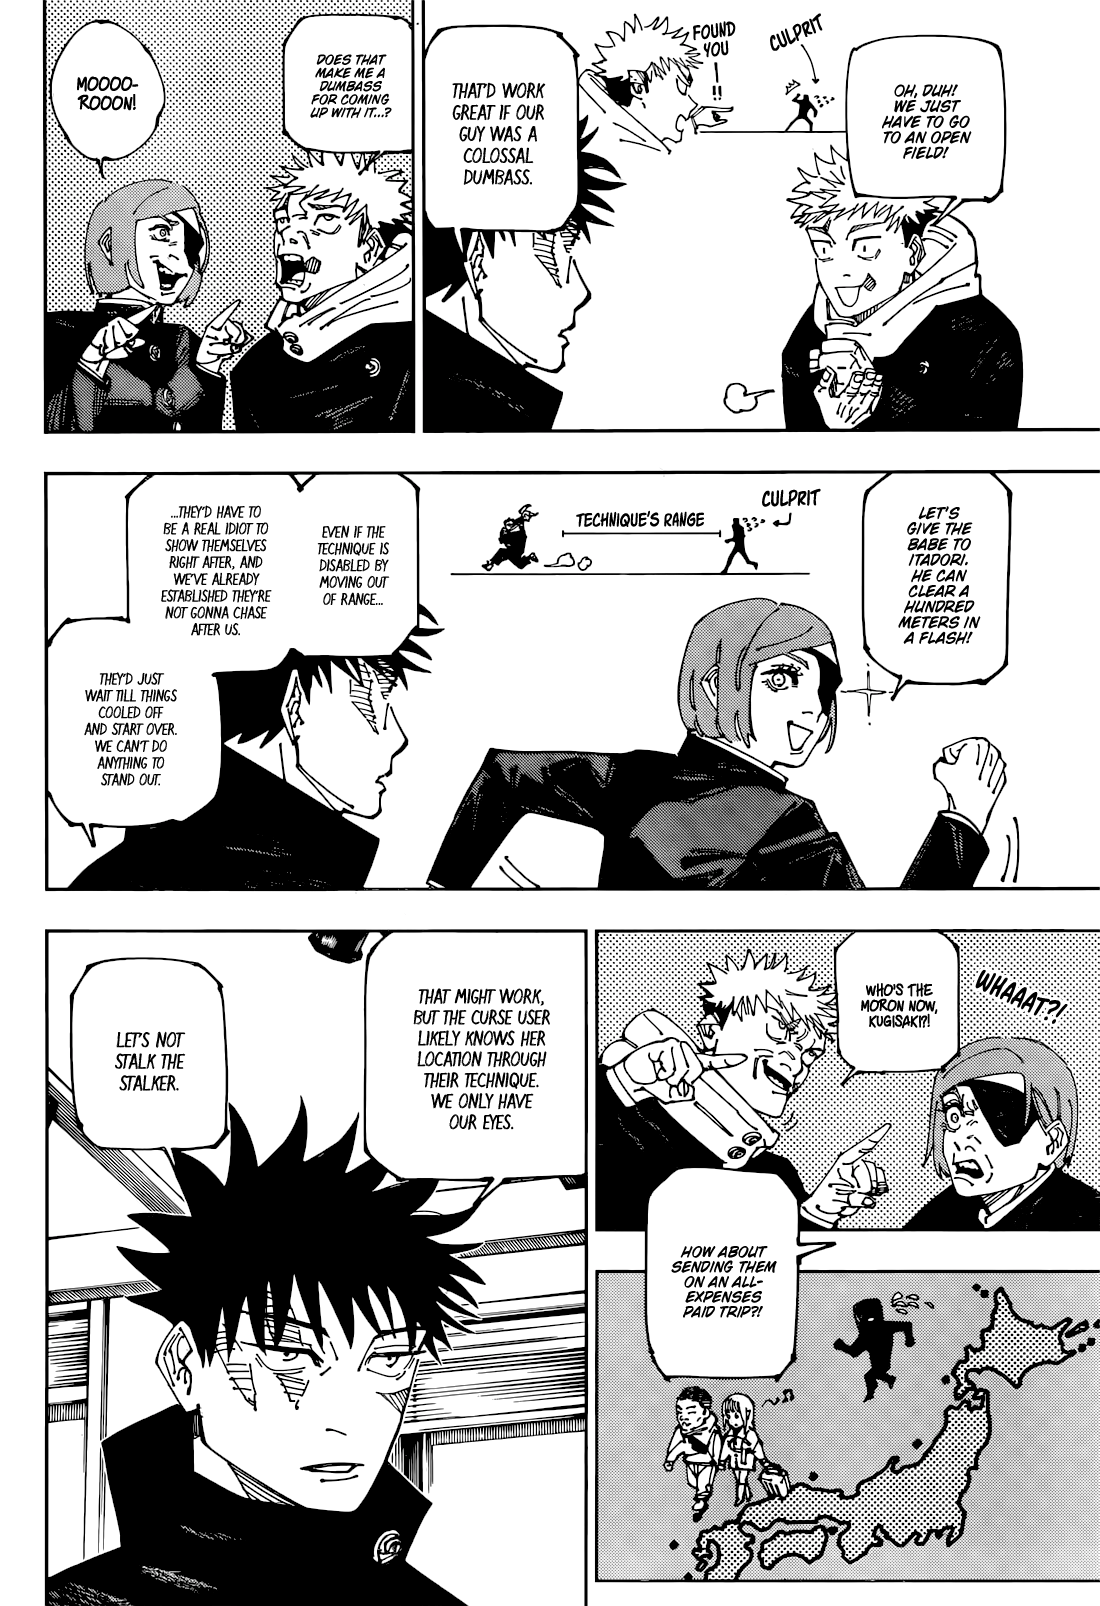 OH, DUH!
WE JUST
HAVE TO GO
TO AN OPEN
FIELD!
CULPRIT
FOUND
YOU
!!
THAT'D WORK
GREAT IF OUR
GUY WAS A
COLOSSAL
DUMBASS.
DOES THAT
MAKE ME A
DUMBASS
FOR COMING
UP WITH IT...?
MOOOO-
ROOON!
LET'S
GIVE THE
BABE TO
ITADORI.
HE CAN
CLEAR A
HUNDRED
METERS IN
A FLASH!
CULPRIT
TECHNIQUE'S RANGE
EVEN IF THE
TECHNIQUE IS
DISABLED BY
MOVING OUT
OF RANGE...
...THEY'D HAVE TO
BE A REAL IDIOT TO
SHOW THEMSELVES
RIGHT AFTER, AND
WE'VE ALREADY
ESTABLISHED THEY'RE
NOT GONNA CHASE
AFTER US.
THEY'D JUST
WAIT TILL THINGS
COOLED OFF
AND START OVER.
WE CAN'T DO
ANYTHING TO
STAND OUT.
WHAAAT?!
WHO'S THE
MORON NOW,
KUGISAKI?!
HOW ABOUT
SENDING THEM
ON AN ALL-
EXPENSES
PAID TRIP?!
THAT MIGHT WORK,
BUT THE CURSE USER
LIKELY KNOWS HER
LOCATION THROUGH
THEIR TECHNIQUE.
WE ONLY HAVE
OUR EYES.
LET'S NOT
STALK THE
STALKER.